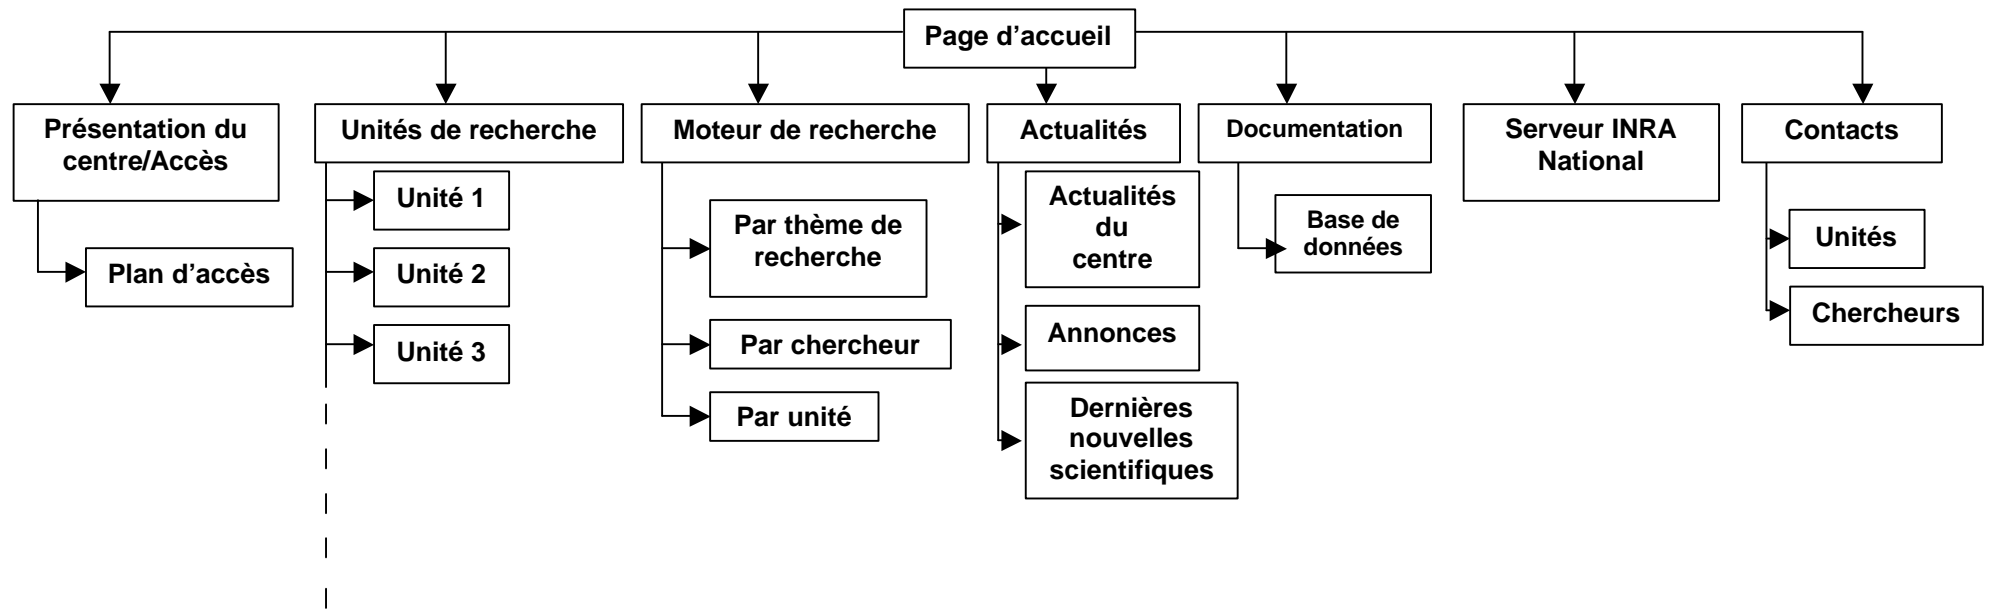 Page d’accueil
Présentation du
centre/Accès
Plan d’accès
Unités de recherche
Unité 1
Unité 2
Unité 3
Moteur de recherche
Par thème de
recherche
Par chercheur
Par unité
Actualités
Actualités
du
centre
Annonces
Dernières
nouvelles
scientifiques
Documentation
Base de
données
Serveur INRA
National
Contacts
Unités
Chercheurs